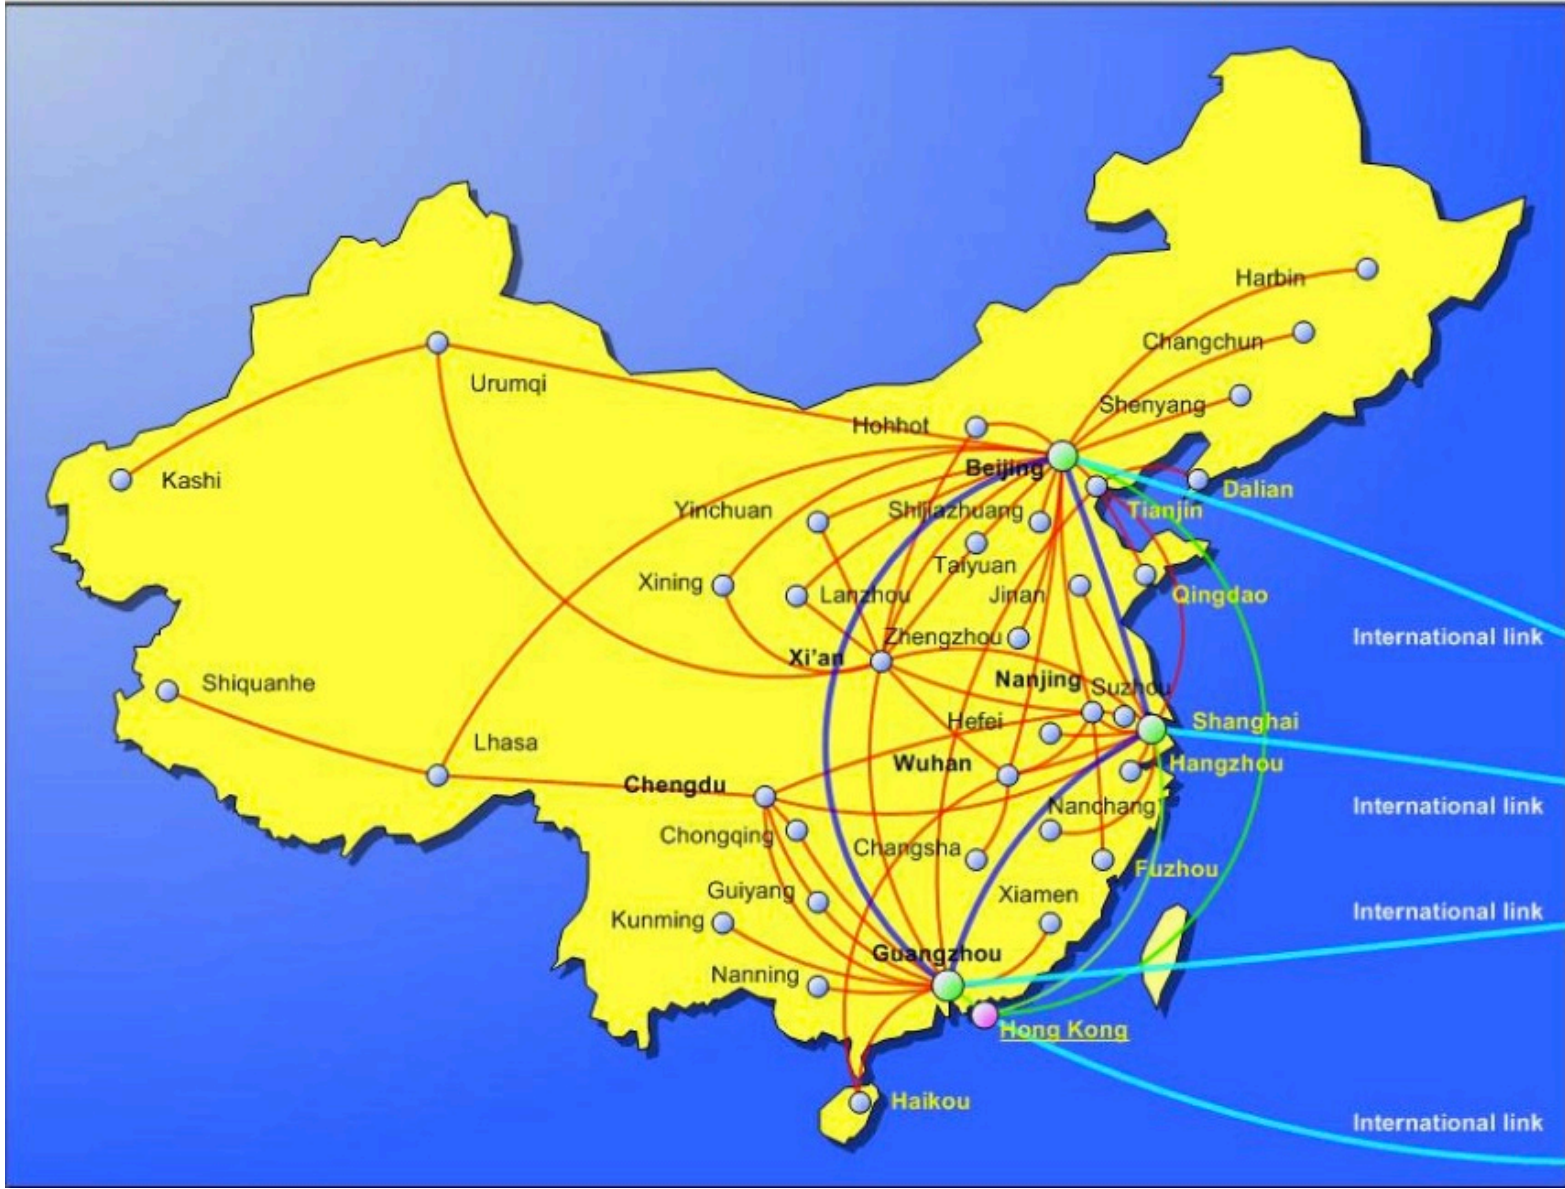 Harbin
Changchun
Urumqi
Shenyang
Hohhot
Beijing
Kashi
Dalian
Yinchuan
Shijiazhuang
Tianjin
Taiyuan
Xining
Lanzhou
Jinan
Qingdao
Zhengzhou
International link
Xi'an
Shiquanhe
Nanjing
Suzhou
Hefei
Shanghai
Lhasa
Wuhan
Hangzhou
Chengdu
Nanchang
International link
Chongqing
Changsha
Fuzhou
Guiyang
Xiamen
Kunming
International link
Guangzhou
Nanning
Hong Kong
Haikou
International link